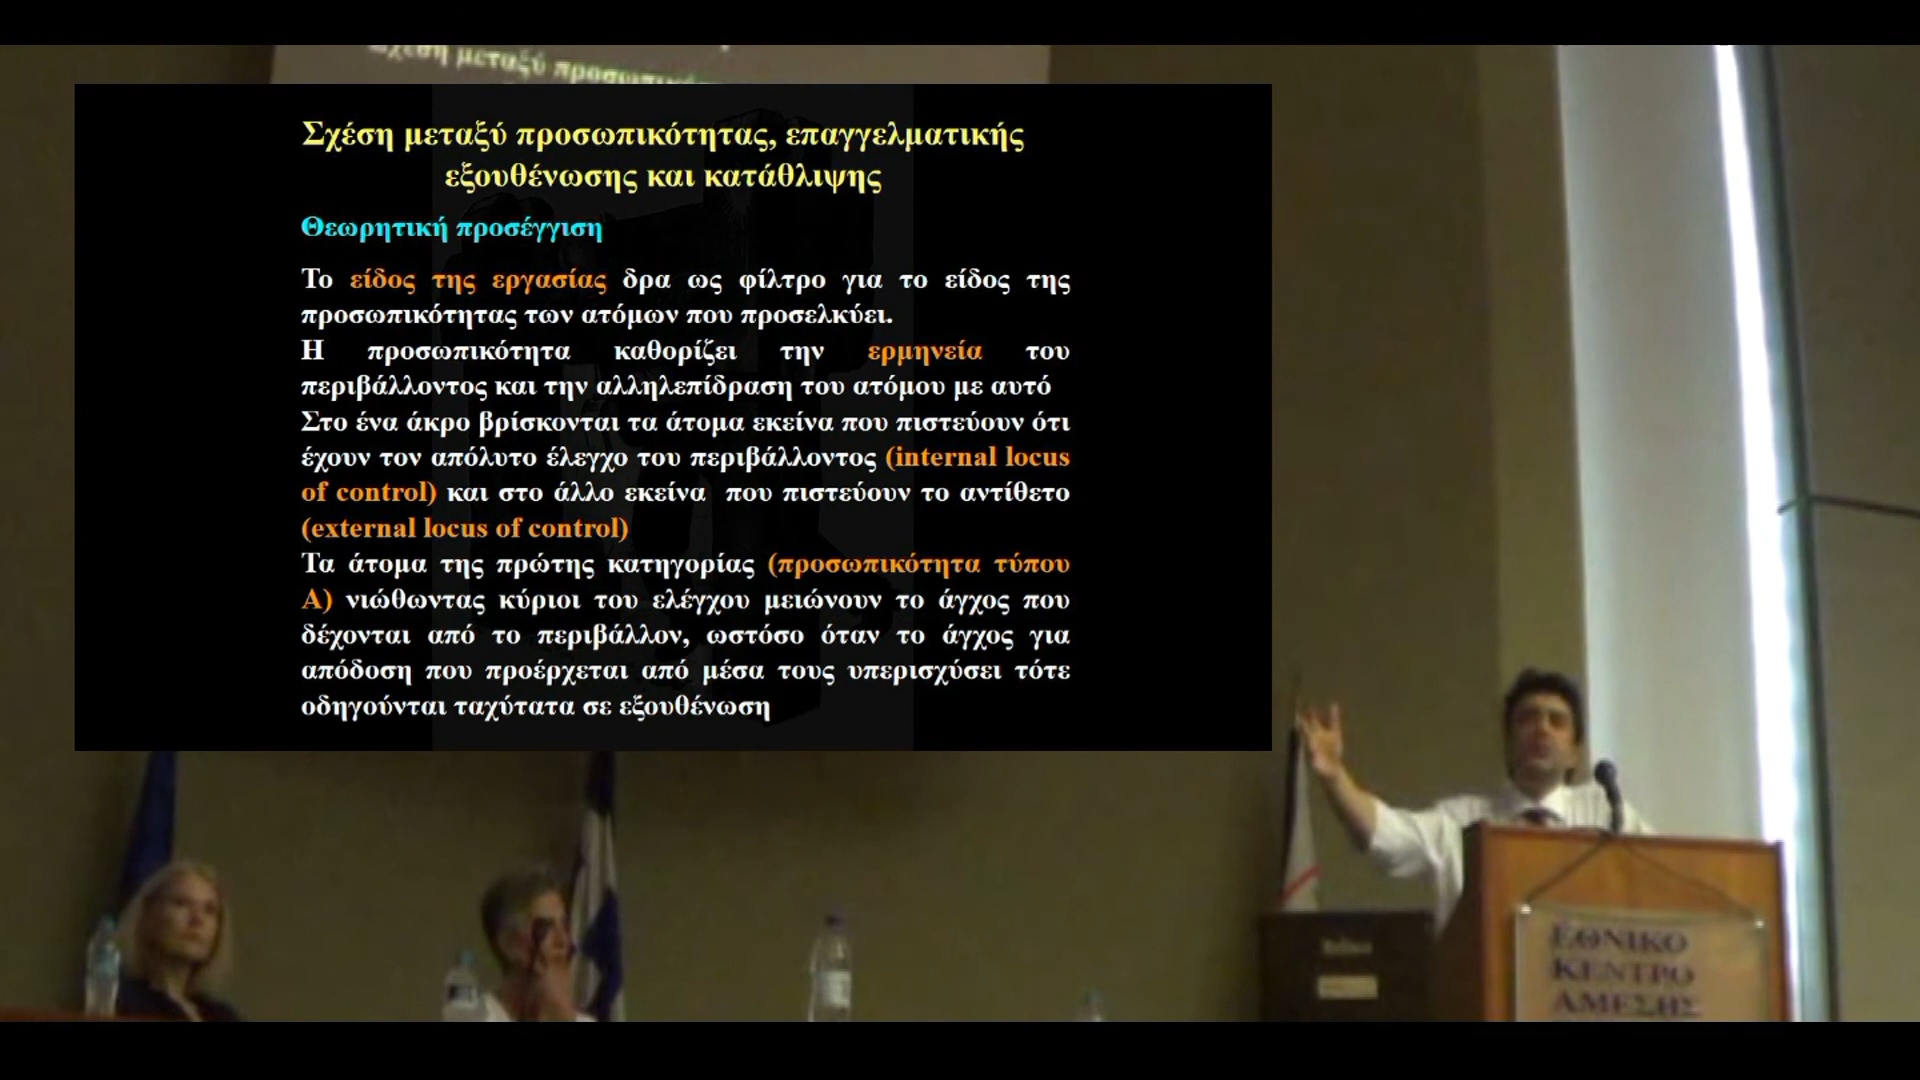 Σχέση μεταξύ προσωπικότητας
Σχέση μεταξύ προσωπικότητας, επαγγελματικής
εξουθένωσης και κατάθλιψης
Θεωρητική προσέγγιση
Το είδος της εργασίας δρα ως φίλτρο για το είδος της
προσωπικότητας των ατόμων που προσελκύει.
Η προσωπικότητα καθορίζει την ερμηνεία του
περιβάλλοντος και την αλληλεπίδραση του ατόμου με αυτό
Στο ένα άκρο βρίσκονται τα άτομα εκείνα που πιστεύουν ότι
έχουν τον απόλυτο έλεγχο του περιβάλλοντος (internal locus
of control) και στο άλλο εκείνα που πιστεύουν το αντίθετο
(external locus of control)
Τα άτομα της πρώτης κατηγορίας (προσωπικότητα τύπου
Α) νιώθωντας κύριοι του ελέγχου μειώνουν το άγχος που
δέχονται από το περιβάλλον, ωστόσο όταν το άγχος για
απόδοση που προέρχεται από μέσα τους υπερισχύσει τότε
οδηγούνται ταχύτατα σε εξουθένωση
ΕΘΝΙΚΟ
ΚΕΝΤΡΟ
ΑΜΕΣΗΣ